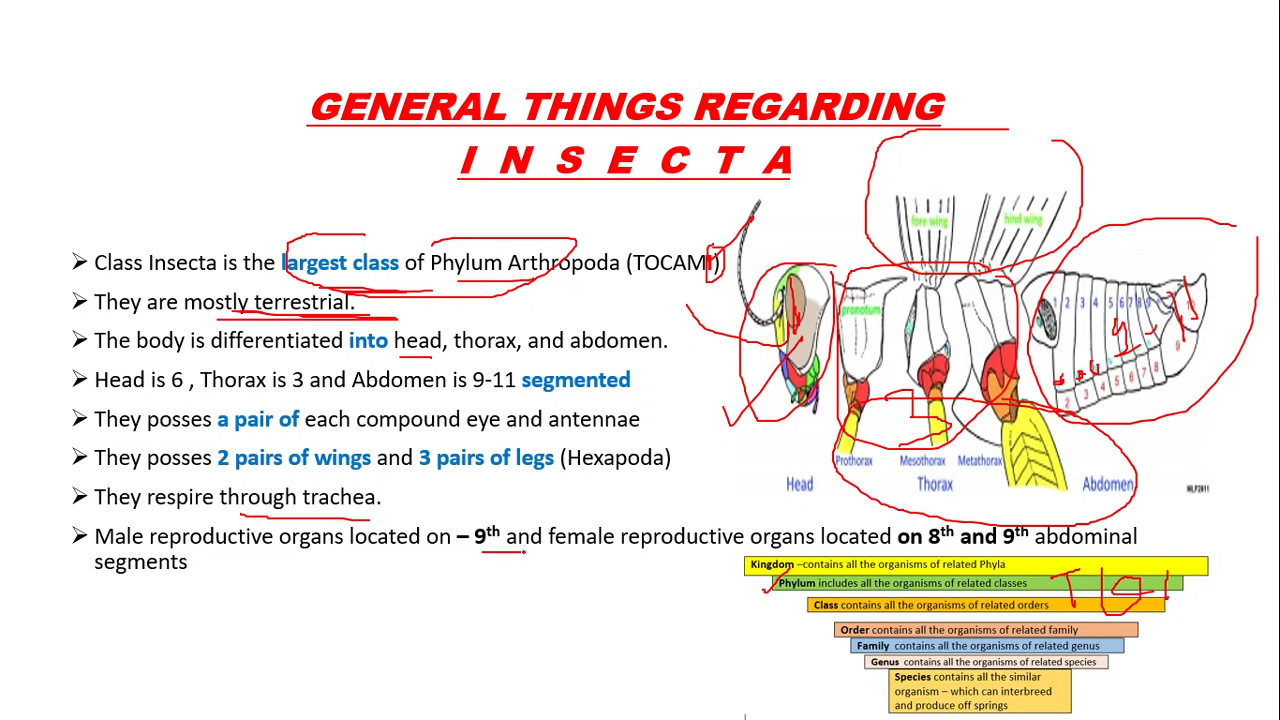 GENERAL THINGS REGARDING
I N S E C T A
➢ Class Insecta is the largest class of Phylum Arthropoda (TOCAMI)
➢ They are mostly terrestrial.
➢ The body is differentiated into head, thorax, and abdomen.
➢ Head is 6 , Thorax is 3 and Abdomen is 9-11 segmented
➢ They posses a pair of each compound eye and antennae
➢ They posses 2 pairs of wings and 3 pairs of legs (Hexapoda)
➢ They respire through trachea.
➢ Male reproductive organs located on – 9th and female reproductive organs located on 8th and 9th abdominal
segments
fore wing
hind wing
pronotum
1 2 3 4 5 6 7 8 9
10
2 3 4 5 6 7 8 9
Prothorax Mesothorax Metathorax
Head Thorax Abdomen
Kingdom –contains all the organisms of related Phyla
Phylum includes all the organisms of related classes
Class contains all the organisms of related orders
Order contains all the organisms of related family
Family contains all the organisms of related genus
Genus contains all the organisms of related species
Species contains all the similar
organism – which can interbreed
and produce off springs